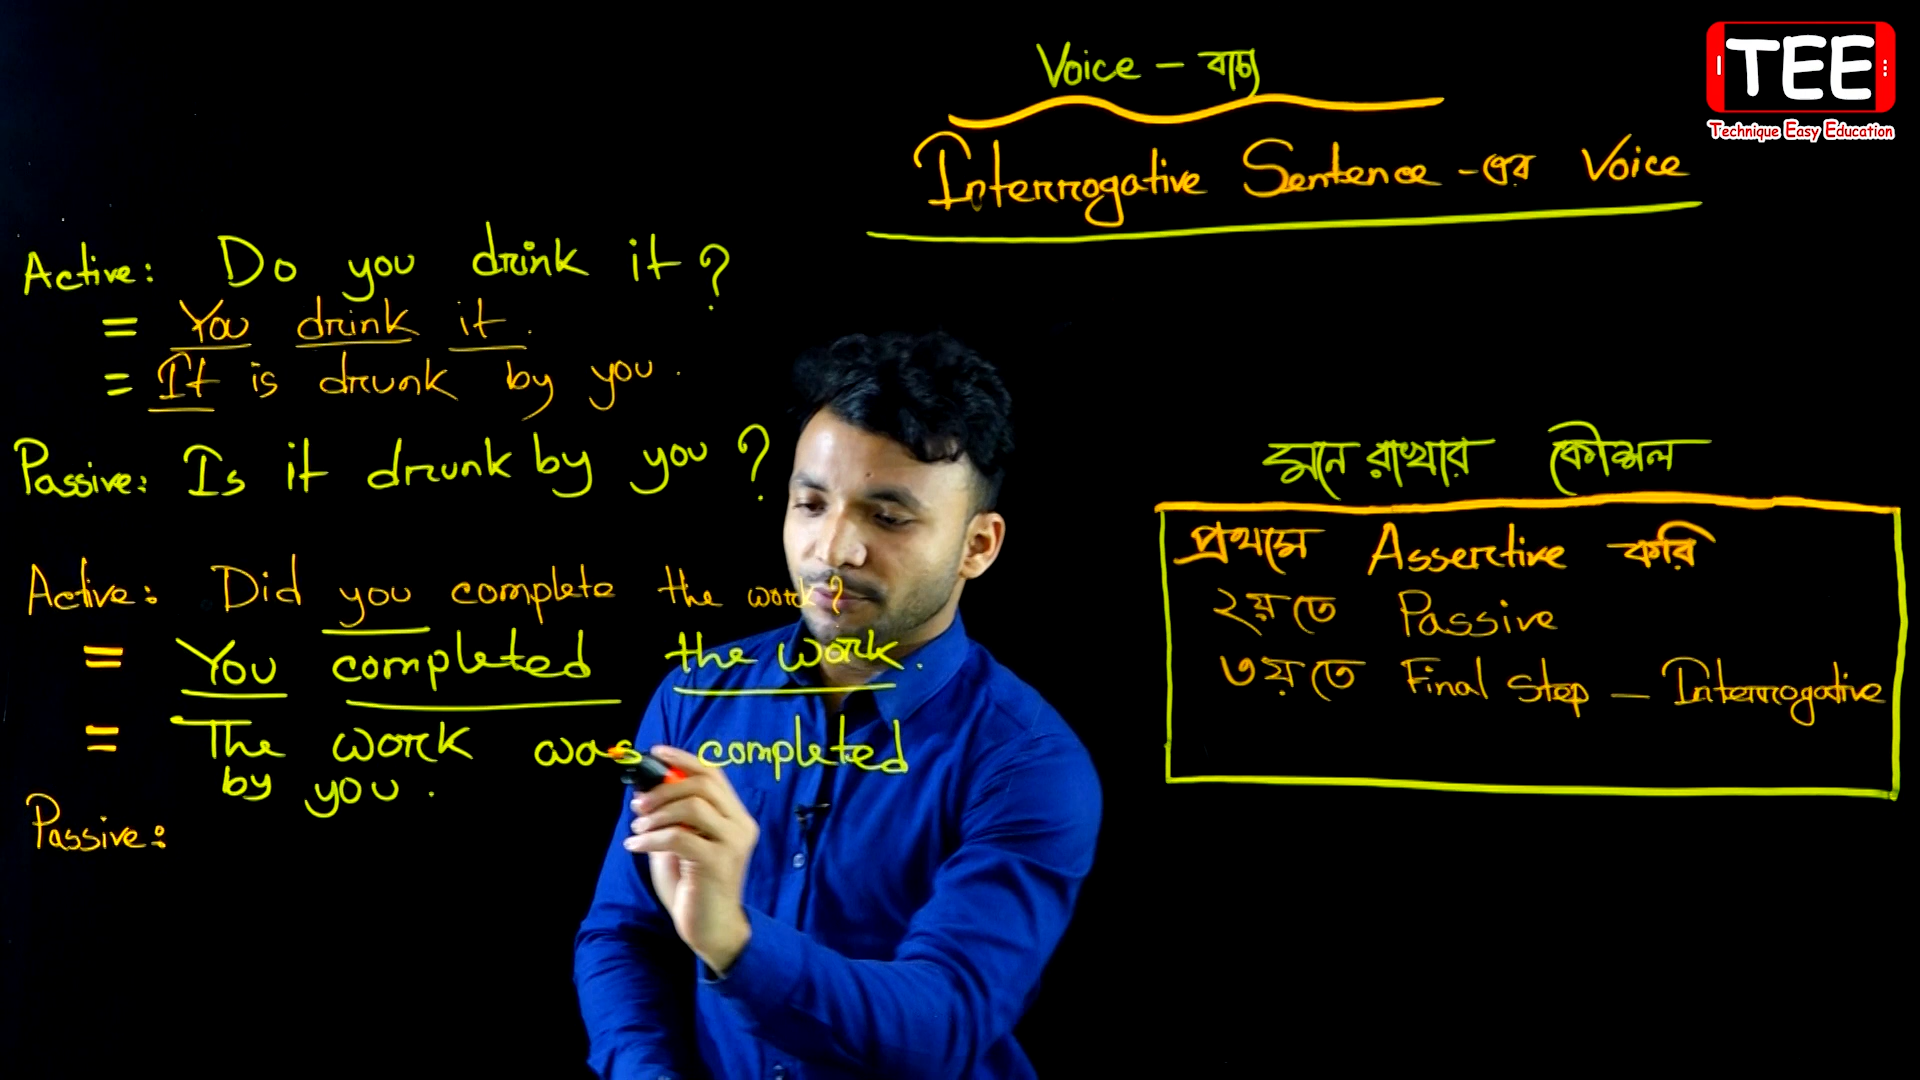 Voice - বাচ্য
Interrogative Sentence - এর Voice
TEE
Technique Easy Education
Active: Do you drink it?
= You drink it.
= It is drunk by you.
Passive: Is it drunk by you?
Active: Did you complete the work?
= You completed the work.
= The work was completed
by you.
Passive:
মনে রাখার কৌশল
প্রথমে Assertive করি
২য় তে Passive
৩য় তে Final Step - Interrogative